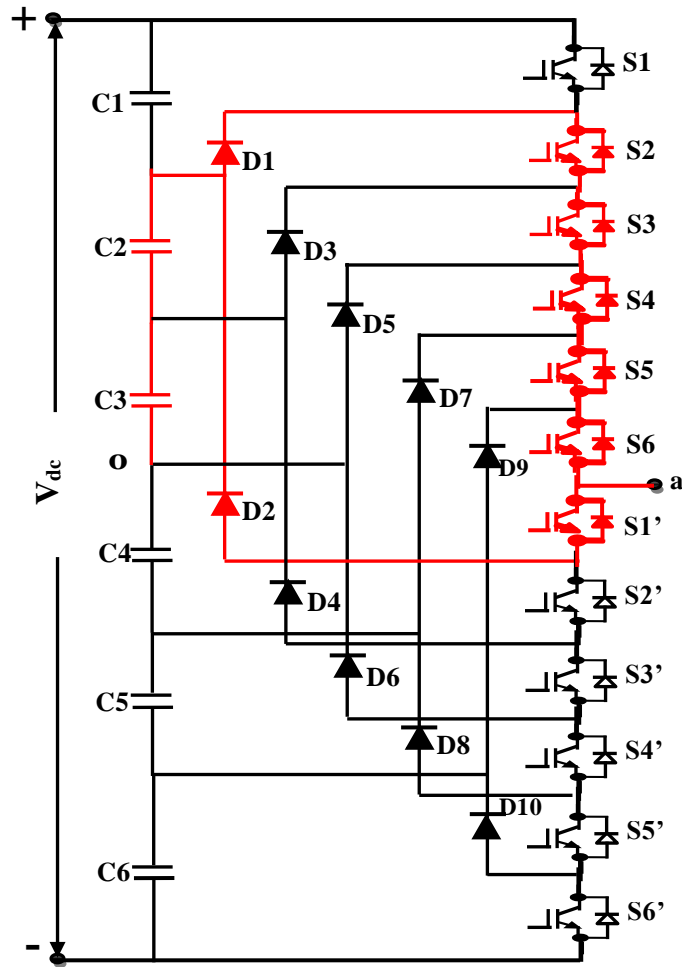 +
S1
C1
D1
S2
C2
D3
S3
D5
S4
C3
D7
S5
D9
S6
o
a
Vdc
D2
S1’
C4
D4
S2’
D6
S3’
C5
D8
S4’
D10
S5’
C6
S6’
-